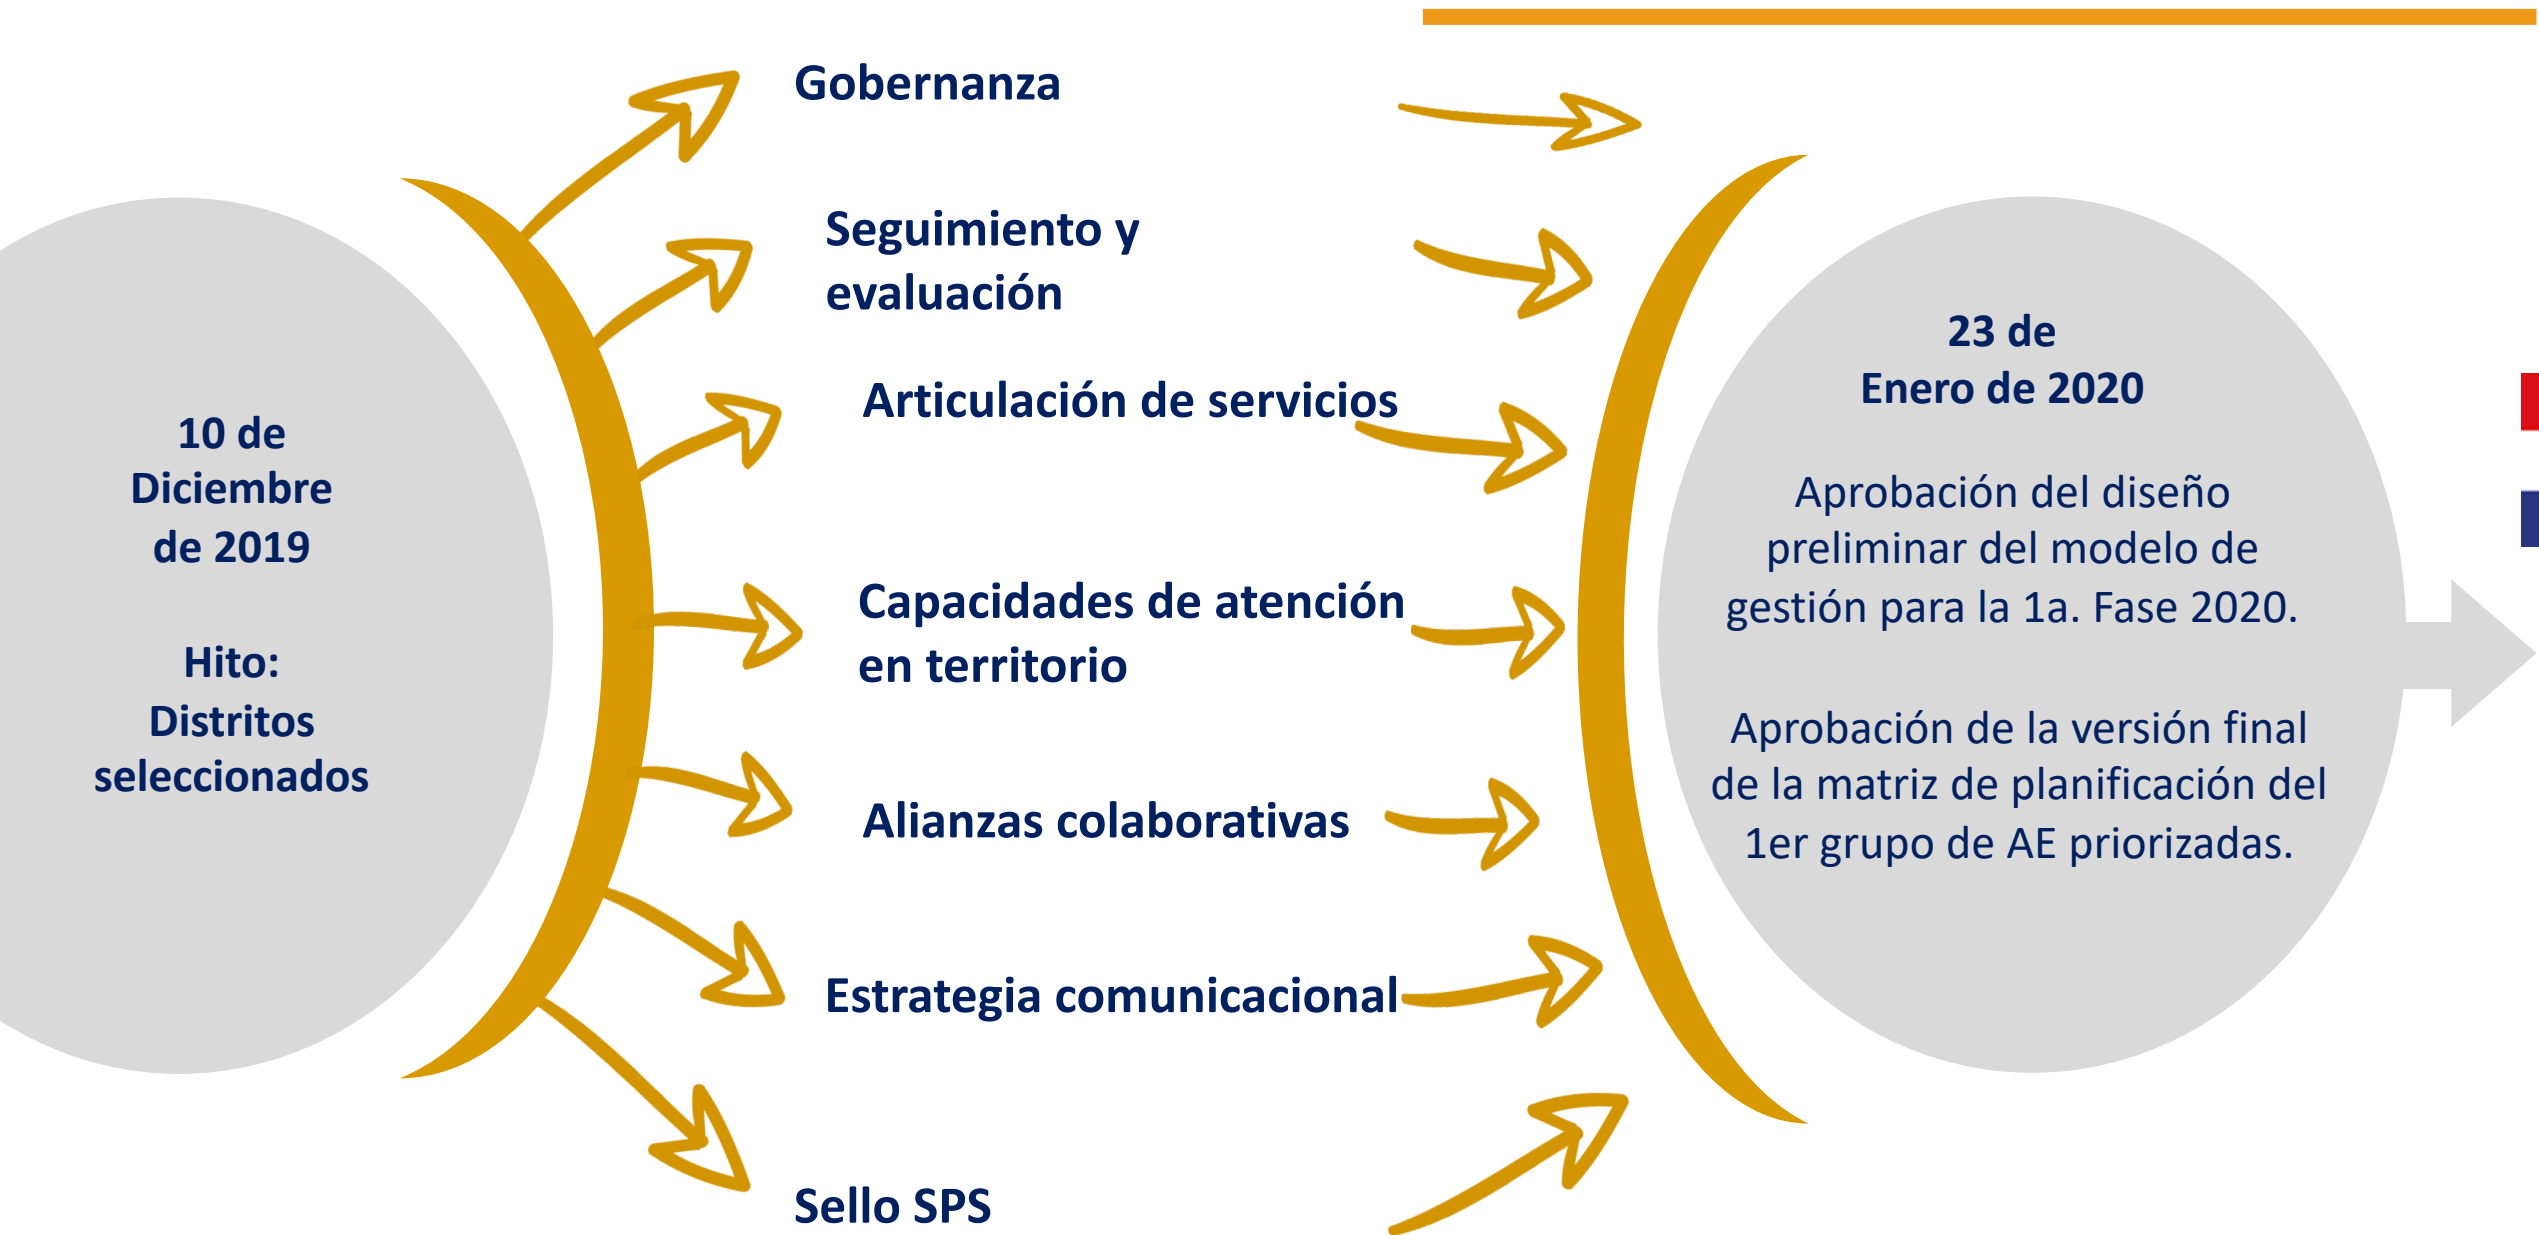 10 de
Diciembre
de 2019
Hito:
Distritos
seleccionados
Gobernanza
Seguimiento y
evaluación
Articulación de servicios
Capacidades de atención
en territorio
Alianzas colaborativas
Estrategia comunicacional
Sello SPS
23 de
Enero de 2020
Aprobación del diseño
preliminar del modelo de
gestión para la 1a. Fase 2020.
Aprobación de la versión final
de la matriz de planificación del
1er grupo de AE priorizadas.